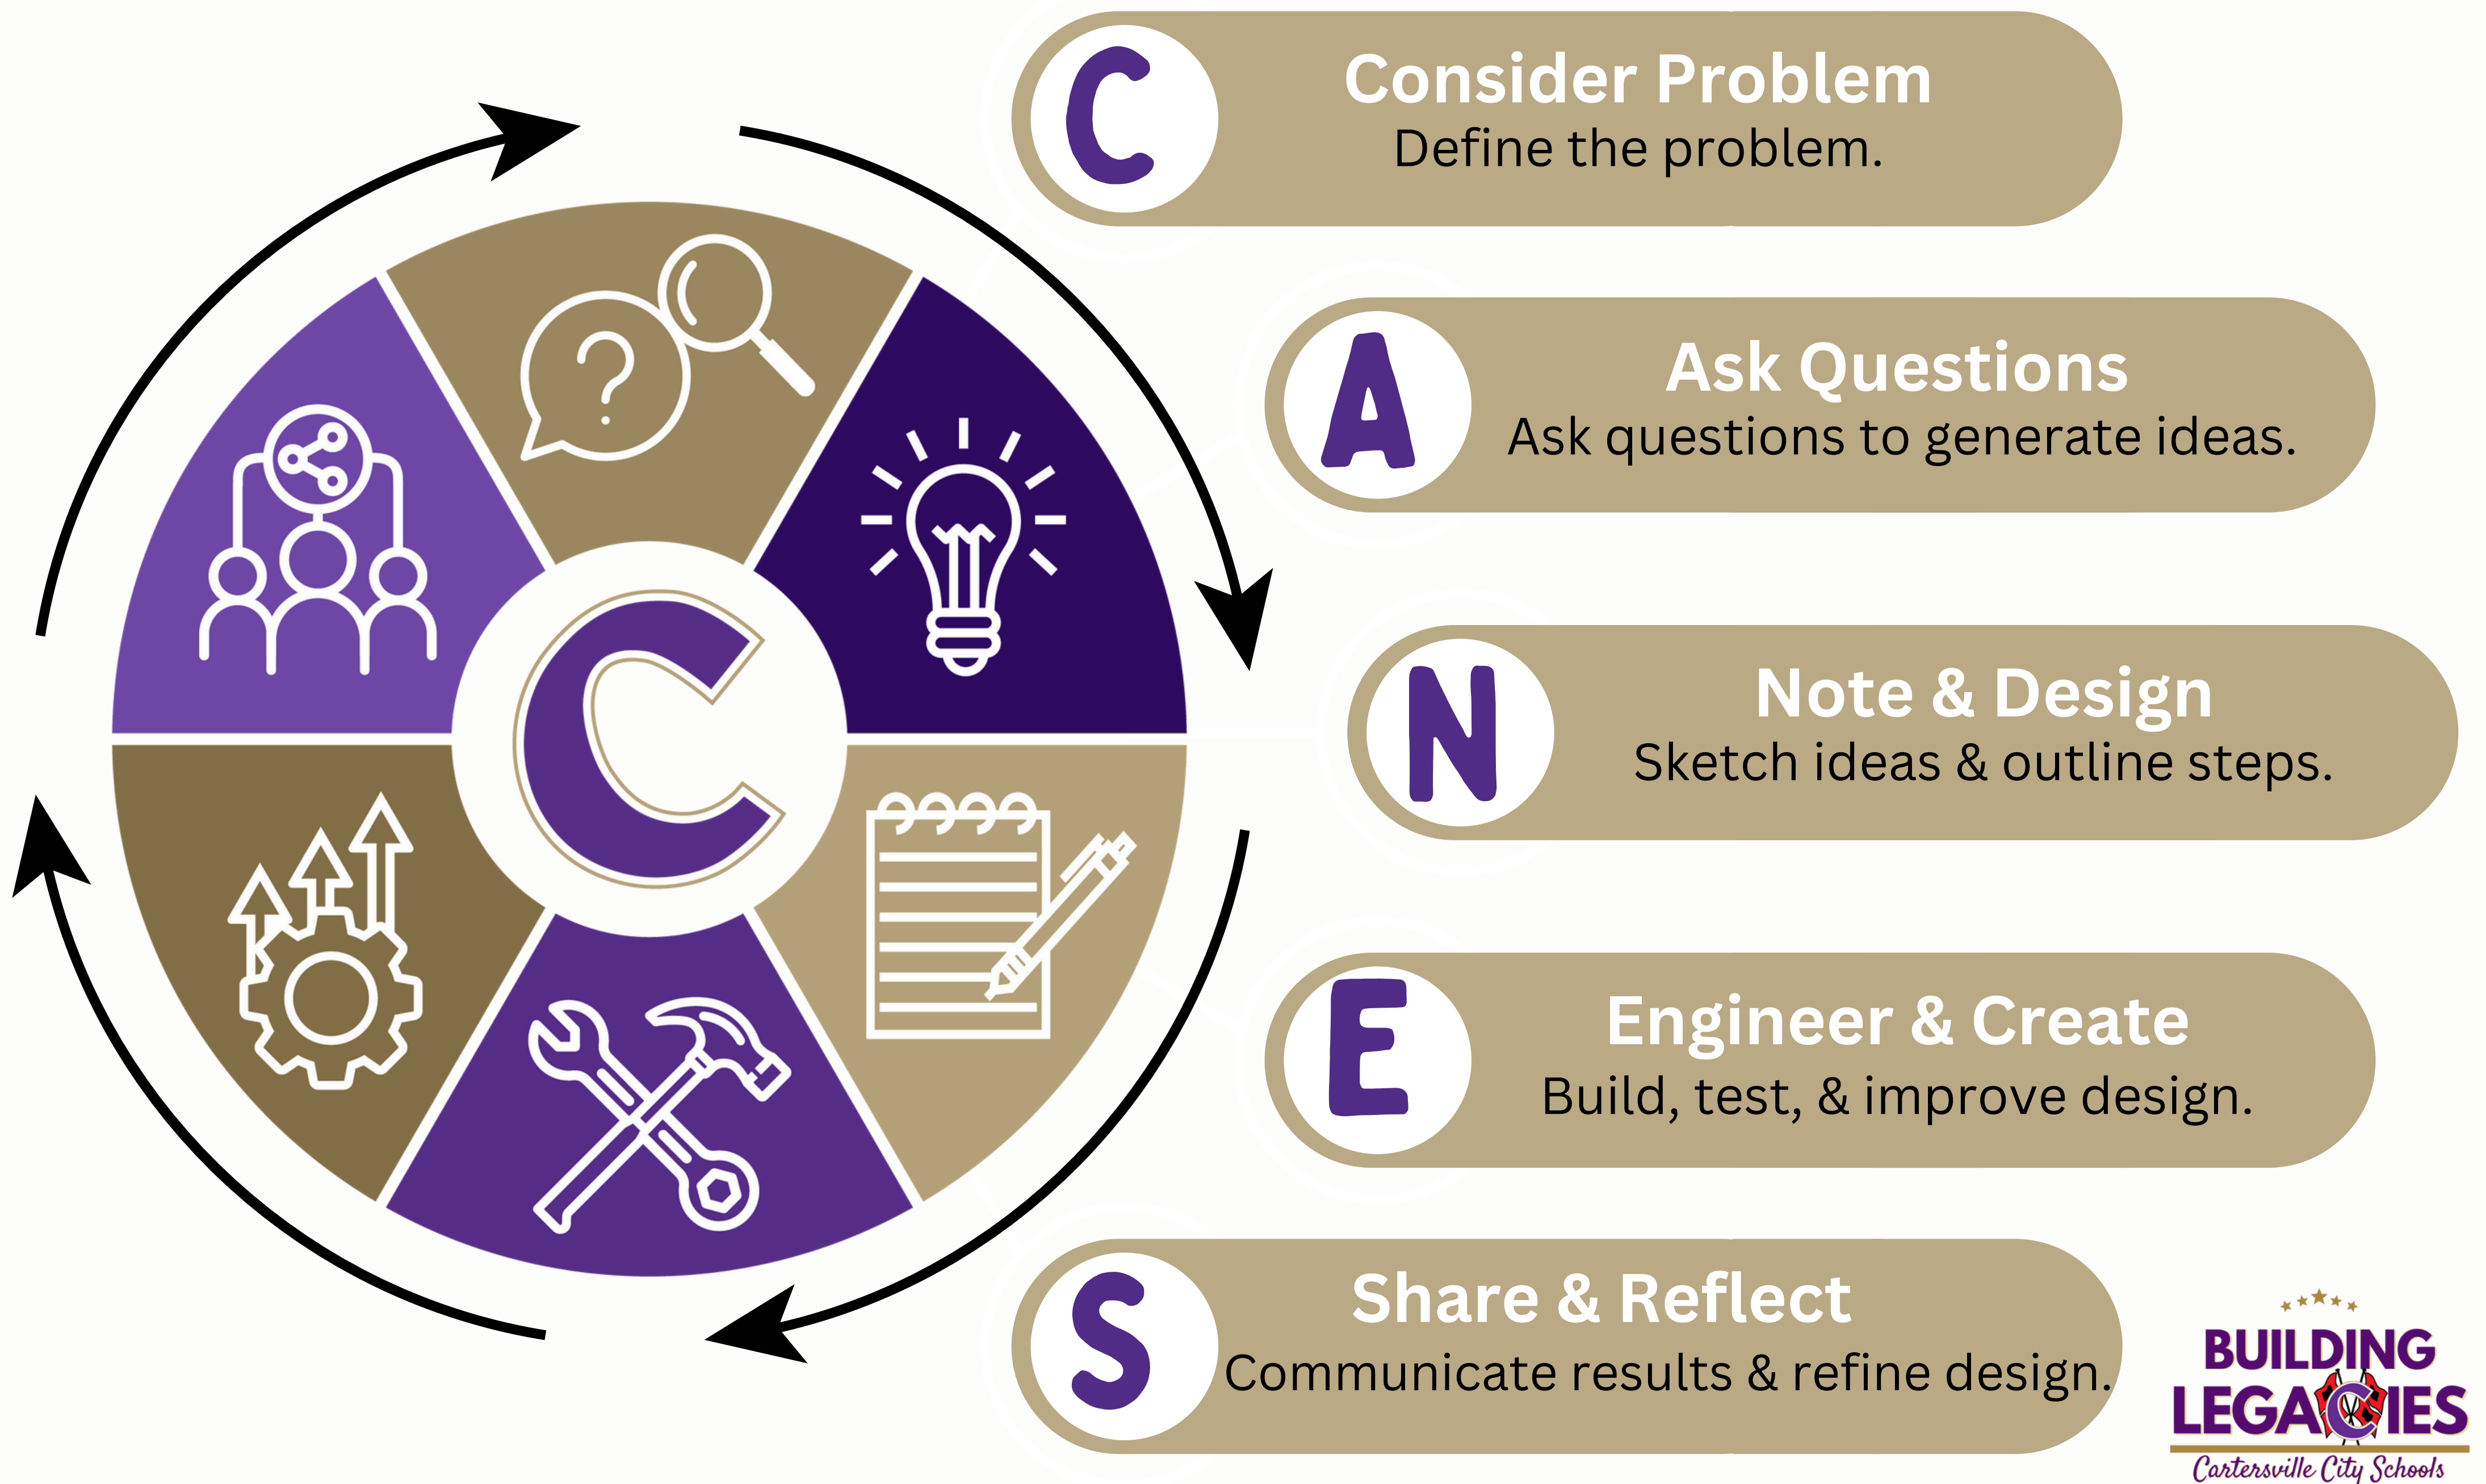 C
Consider Problem
Define the problem.
A
Ask Questions
Ask questions to generate ideas.
?
C
N
Note & Design
Sketch ideas & outline steps.
E
Engineer & Create
Build, test, & improve design.
S
Share & Reflect
Communicate results & refine design.
BUILDING
LEGACIES
Cartersville City Schools